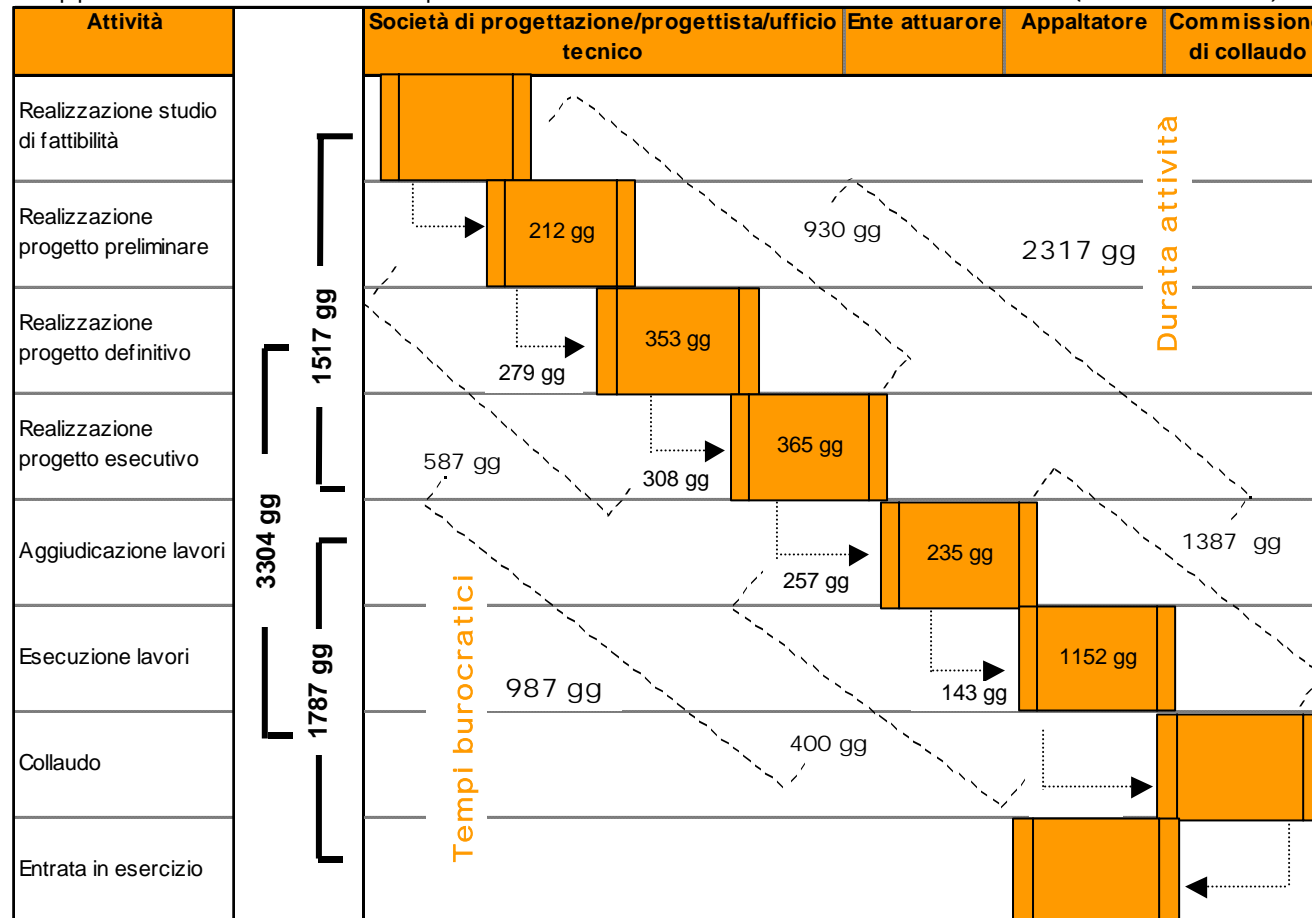 Attività
Società di progettazione/progettista/ufficio
tecnico
Ente attuarore
Appaltatore
Commissione
di collaudo
Realizzazione studio
di fattibilità
Realizzazione
progetto preliminare
212 gg
930 gg
2317 gg
Durata attività
1517 gg
Realizzazione
progetto definitivo
353 gg
279 gg
Realizzazione
progetto esecutivo
365 gg
587 gg
308 gg
3304 gg
Aggiudicazione lavori
235 gg
1387 gg
257 gg
Tempi burocratici
1787 gg
Esecuzione lavori
1152 gg
987 gg
143 gg
Collaudo
400 gg
Entrata in esercizio